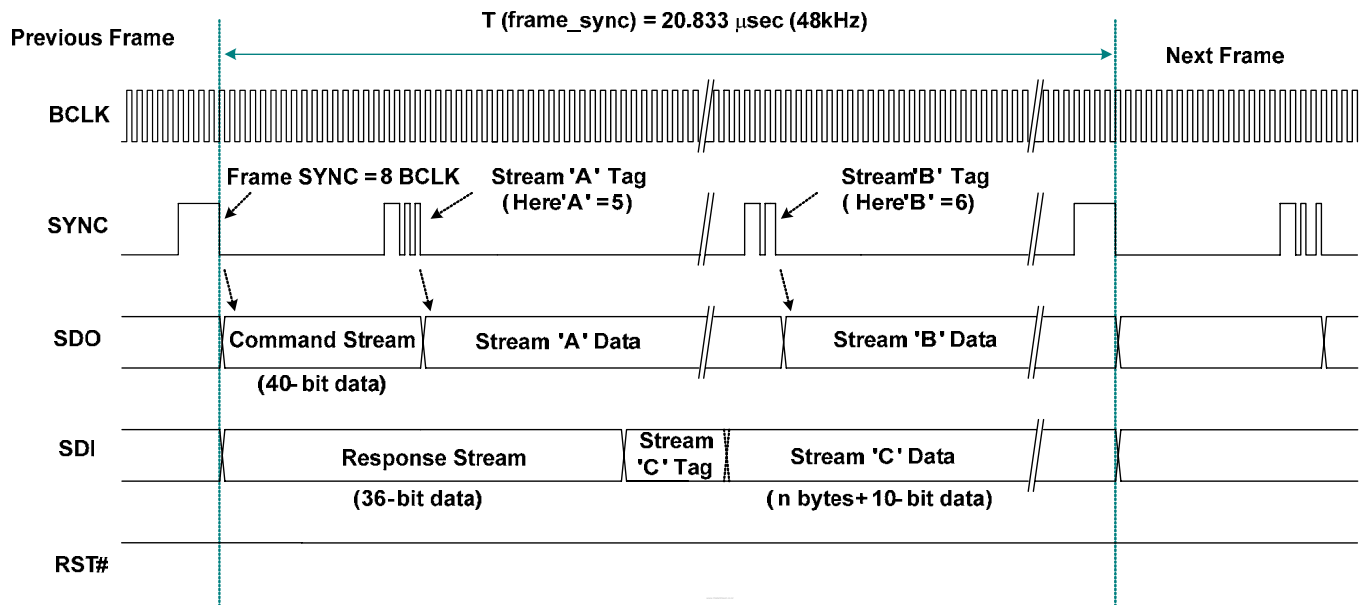 T (frame_sync) = 20.833 μsec (48kHz)
Previous Frame
Next Frame
BCLK
Frame SYNC = 8 BCLK
Stream 'A' Tag
(Here 'A' = 5)
Stream 'B' Tag
(Here 'B' = 6)
SYNC
SDO
Command Stream
Stream 'A' Data
Stream 'B' Data
(40-bit data)
SDI
Response Stream
Stream
'C' Tag
Stream 'C' Data
(36-bit data)
(n bytes + 10-bit data)
RST#